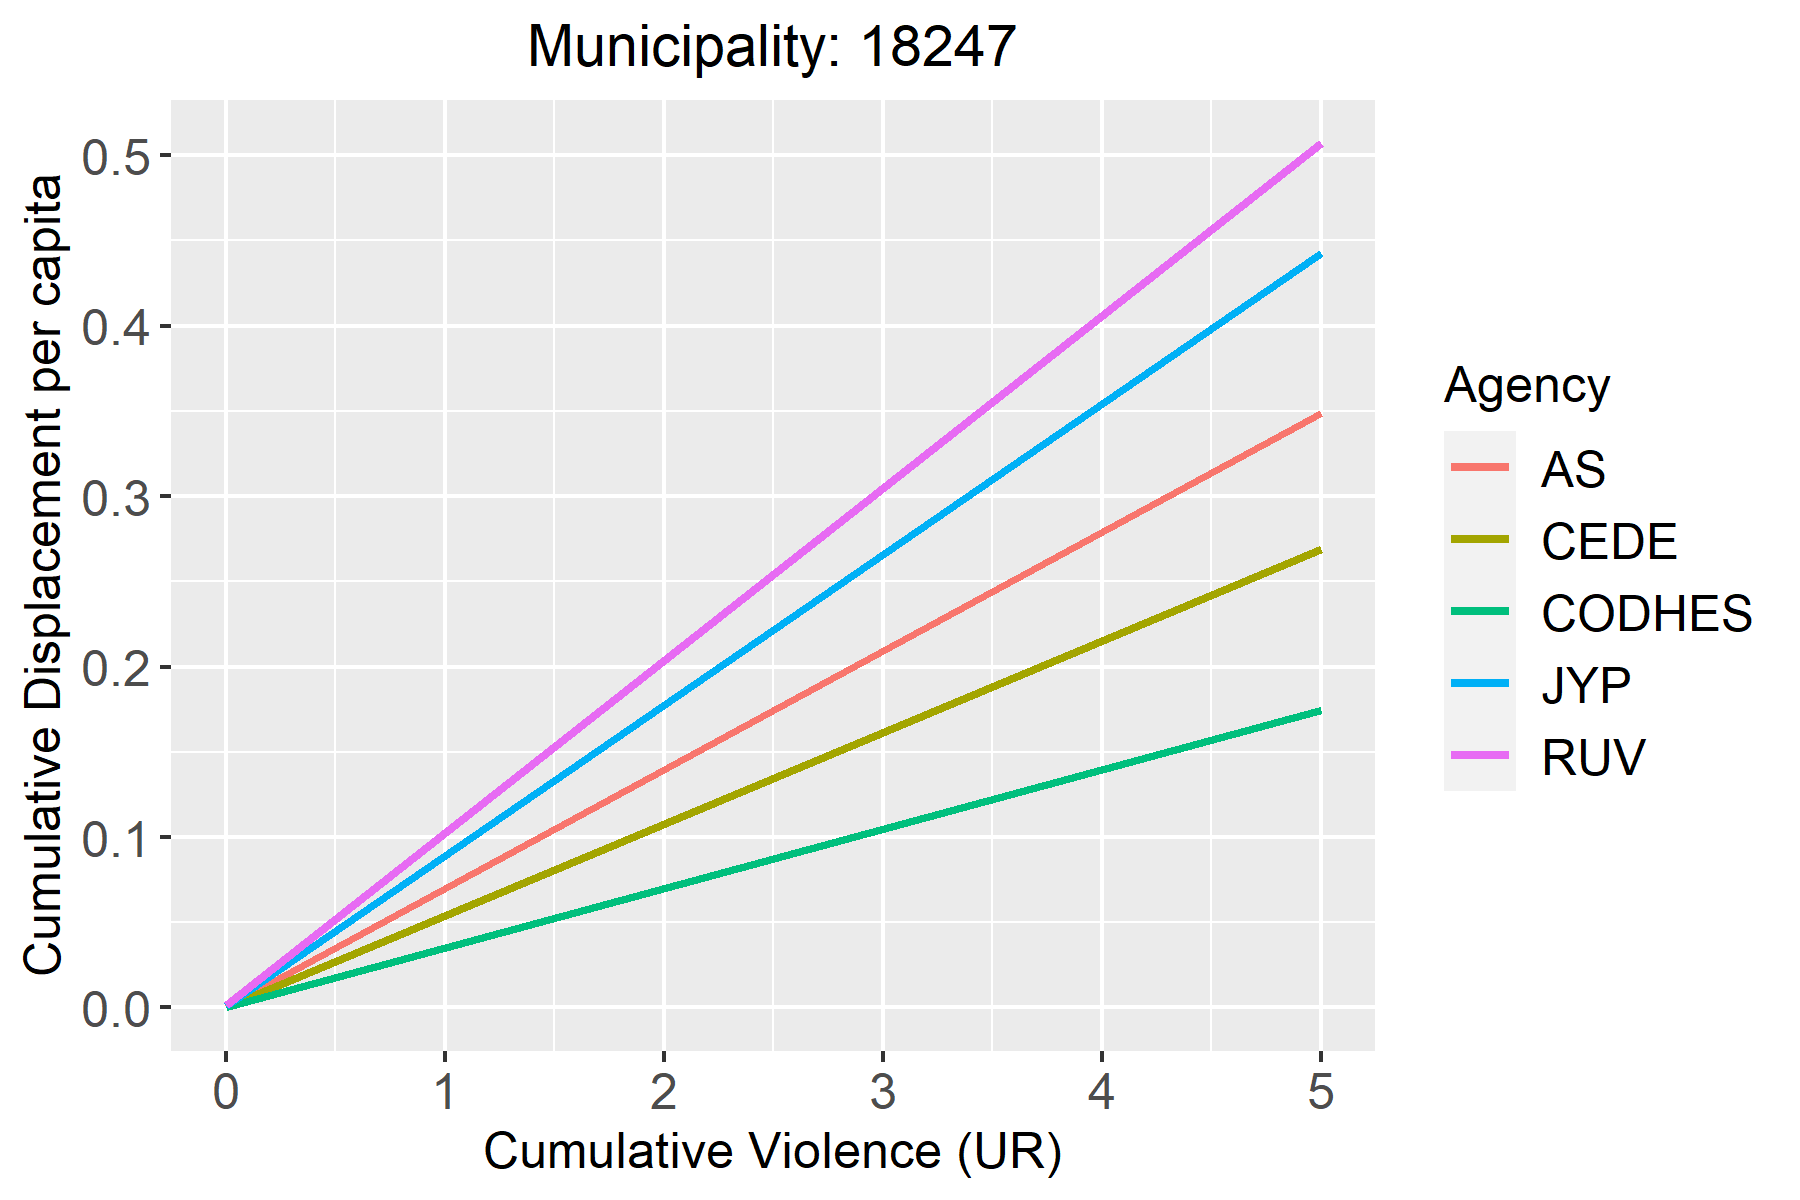 Municipality: 18247
Cumulative Displacement per capita
0.5
0.4
0.3
0.2
0.1
0.0
0 1 2 3 4 5
Cumulative Violence (UR)
Agency
AS
CEDE
CODHES
JYP
RUV